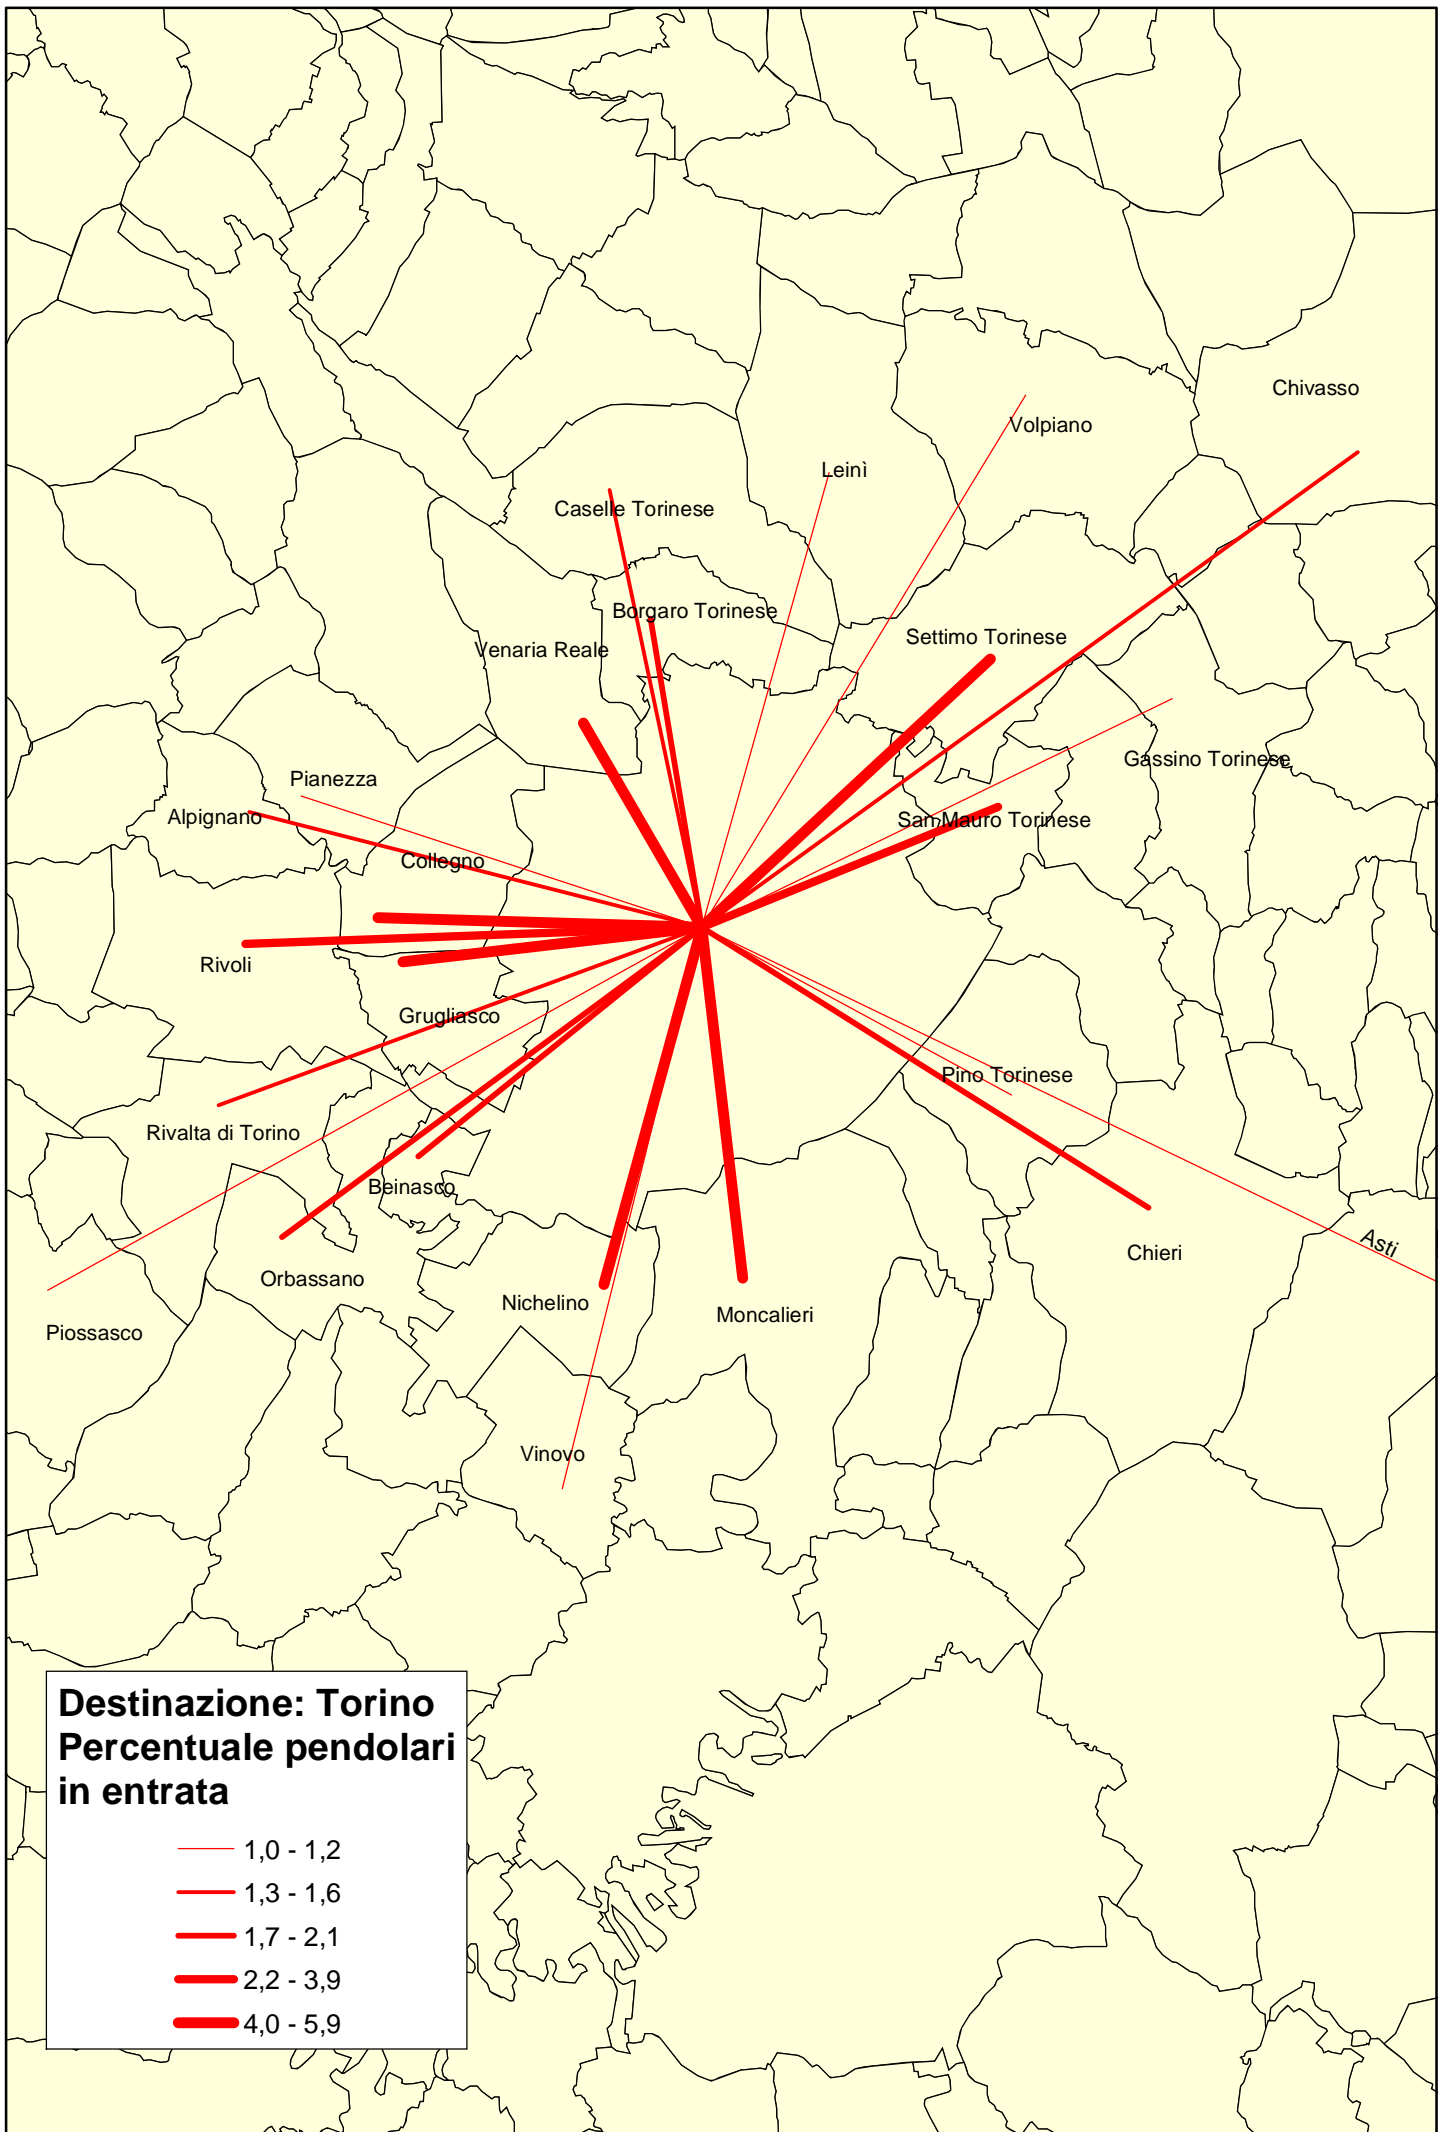 Chivasso
Volpiano
Leinì
Caselle Torinese
Borgaro Torinese
Settimo Torinese
Venaria Reale
Gassino Torinese
Pianezza
Alpignano
San Mauro Torinese
Collegno
Rivoli
Grugliasco
Pino Torinese
Rivalta di Torino
Beinasco
Asti
Chieri
Orbassano
Nichelino
Moncalieri
Piossasco
Vinovo
Destinazione: Torino
Percentuale pendolari
in entrata
1,0 - 1,2
1,3 - 1,6
1,7 - 2,1
2,2 - 3,9
4,0 - 5,9